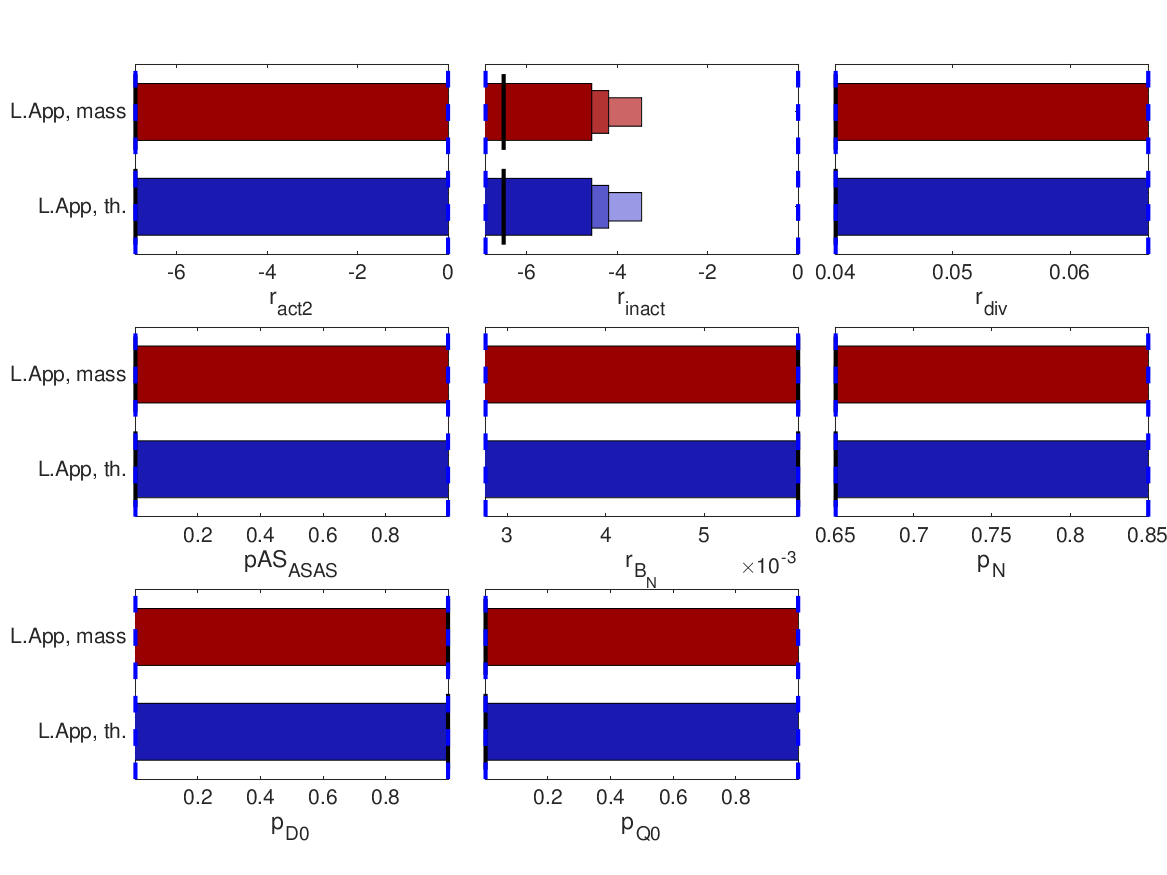 L.App, mass
L.App, th.
-6 -4 -2 0
r_act2
-6 -4 -2 0
r_inact
0.04 0.05 0.06
r_div
L.App, mass
L.App, th.
0.2 0.4 0.6 0.8
pAS_ASAS
3 4 5
r_B_N
×10^-3
0.65 0.7 0.75 0.8 0.85
p_N
L.App, mass
L.App, th.
0.2 0.4 0.6 0.8
p_D0
0.2 0.4 0.6 0.8
p_Q0